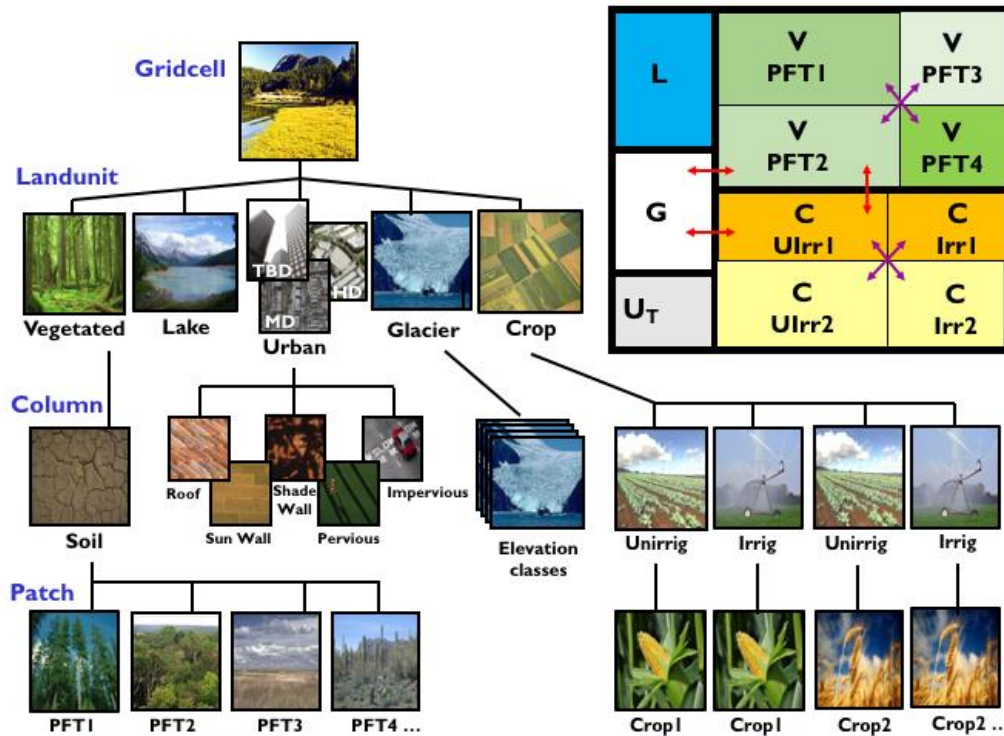 Gridcell
Landunit
TBD
HD
MD
Vegetated
Lake
Urban
Glacier
Crop
Column
Roof
Sun Wall
Shade
Wall
Pervious
Impervious
Soil
Elevation
classes
Unirrig
Irrig
Unirrig
Irrig
Patch
PFT1
PFT2
PFT3
PFT4 ...
Crop1
Crop1
Crop2
Crop2 ...
L
G
U_T
V
PFT1
V
PFT3
V
PFT2
V
PFT4
C
UIrr1
C
Irr1
C
UIrr2
C
Irr2